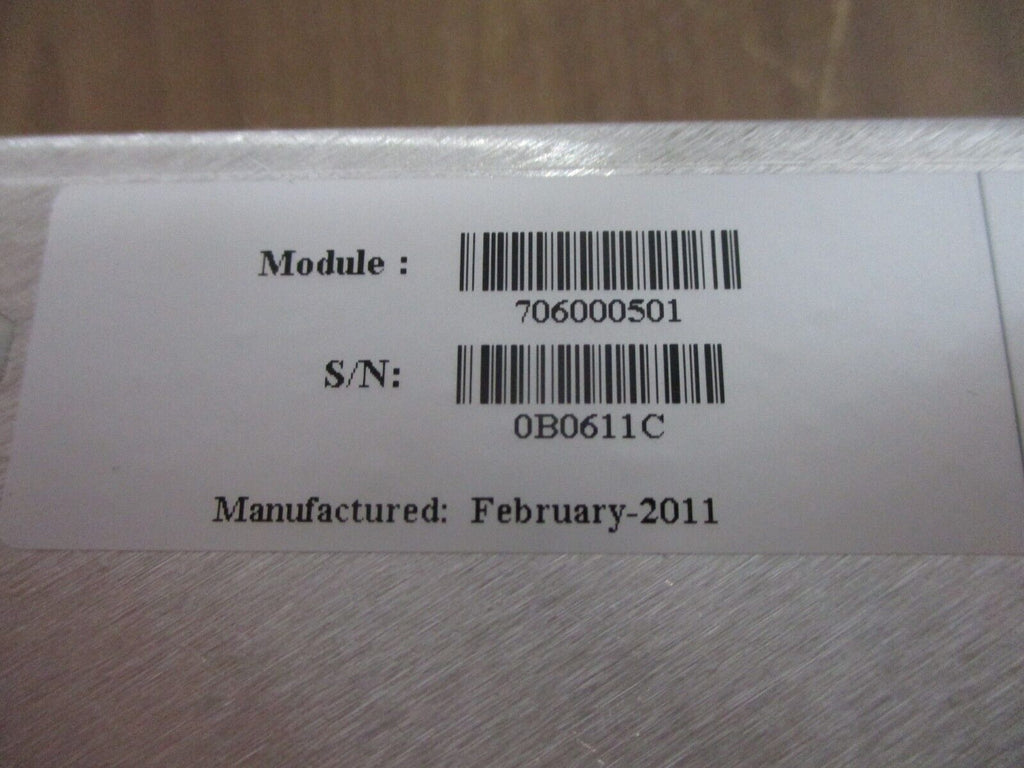 Module :
706000501
S/N:
0B0611C
Manufactured: February-2011